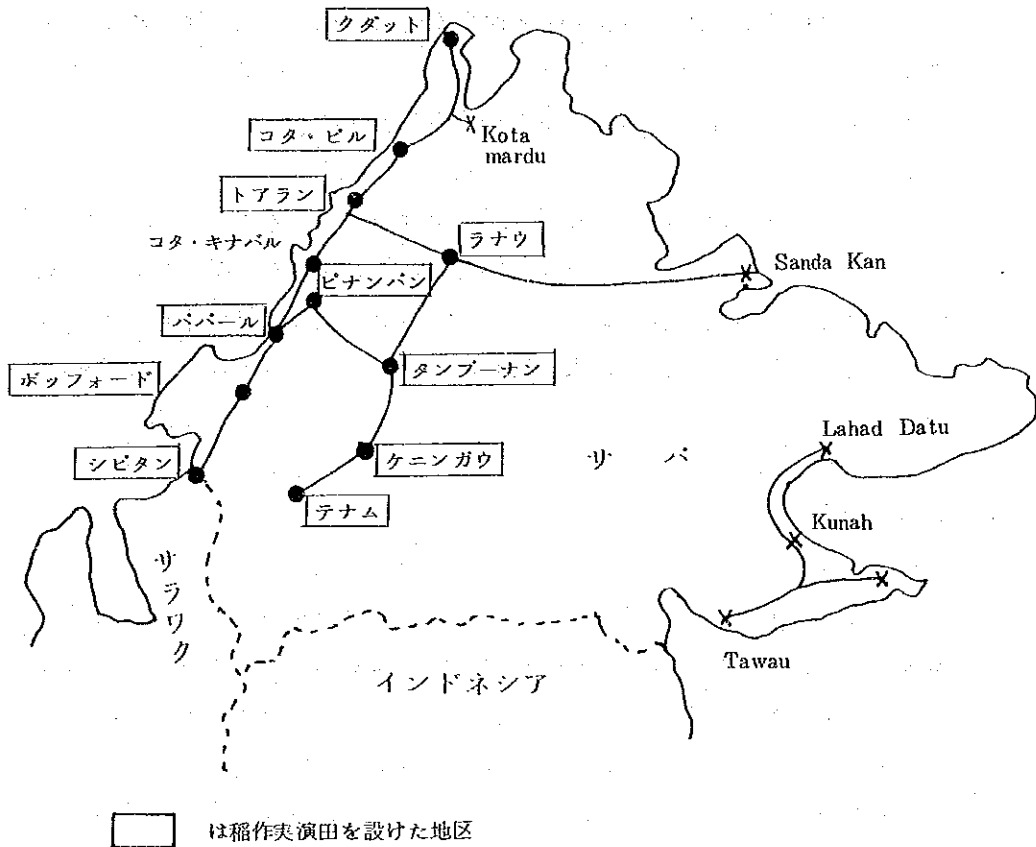 クダット
Kota
mardu
コタ・ピル
トアラン
コタ・キナバル
ラナウ
Sanda Kan
ピナンパン
パパール
ボッフォード
タンブーナン
Lahad Datu
シピタン
ケニンガウ
サバ
テナム
Kunah
サラワク
Tawau
インドネシア
は稲作実演田を設けた地区